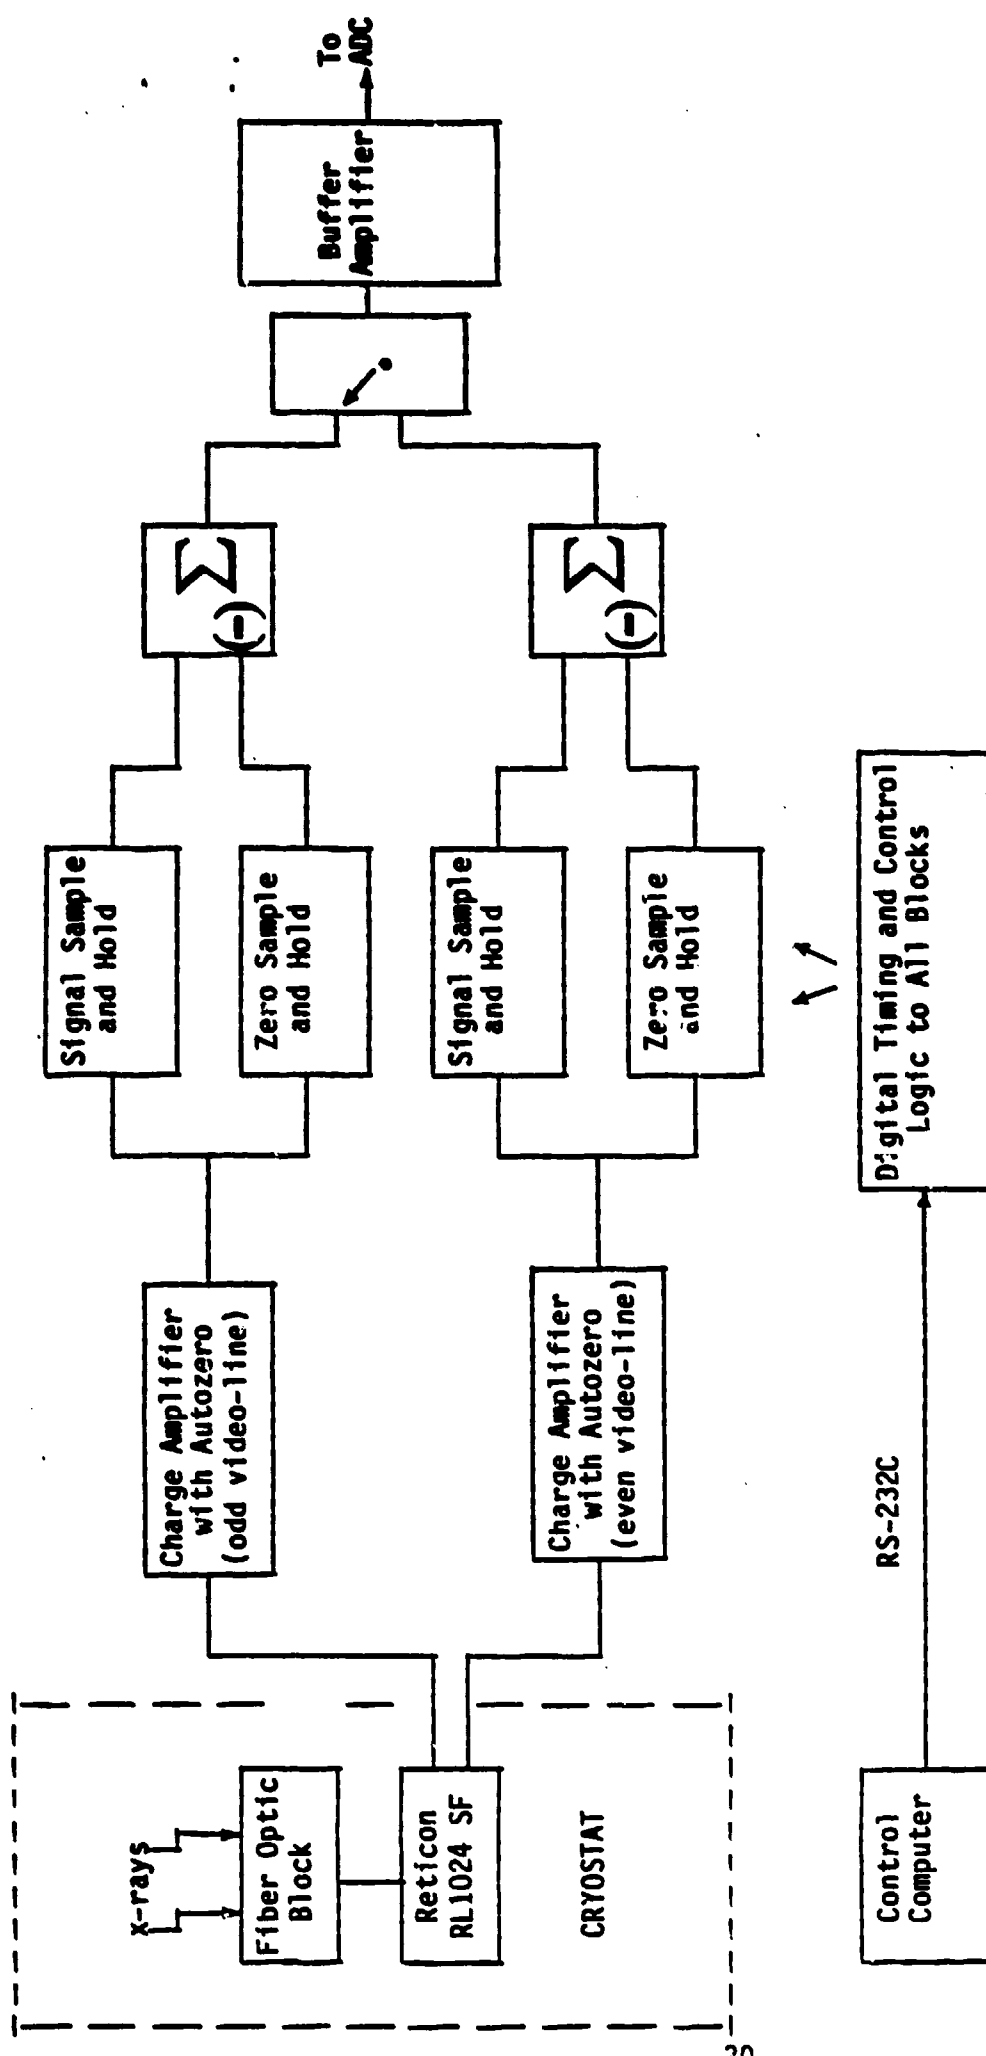 x-rays
Fiber Optic
Block
Reticon
RL1024 SF
CRYOSTAT
Charge Amplifier
with Autozero
(odd video-line)
Charge Amplifier
with Autozero
(even video-line)
Signal Sample
and Hold
Zero Sample
and Hold
Signal Sample
and Hold
Zero Sample
and Hold
(-) Σ
(-) Σ
Buffer
Amplifier
To
ADC
Control
Computer
RS-232C
Digital Timing and Control
Logic to All Blocks